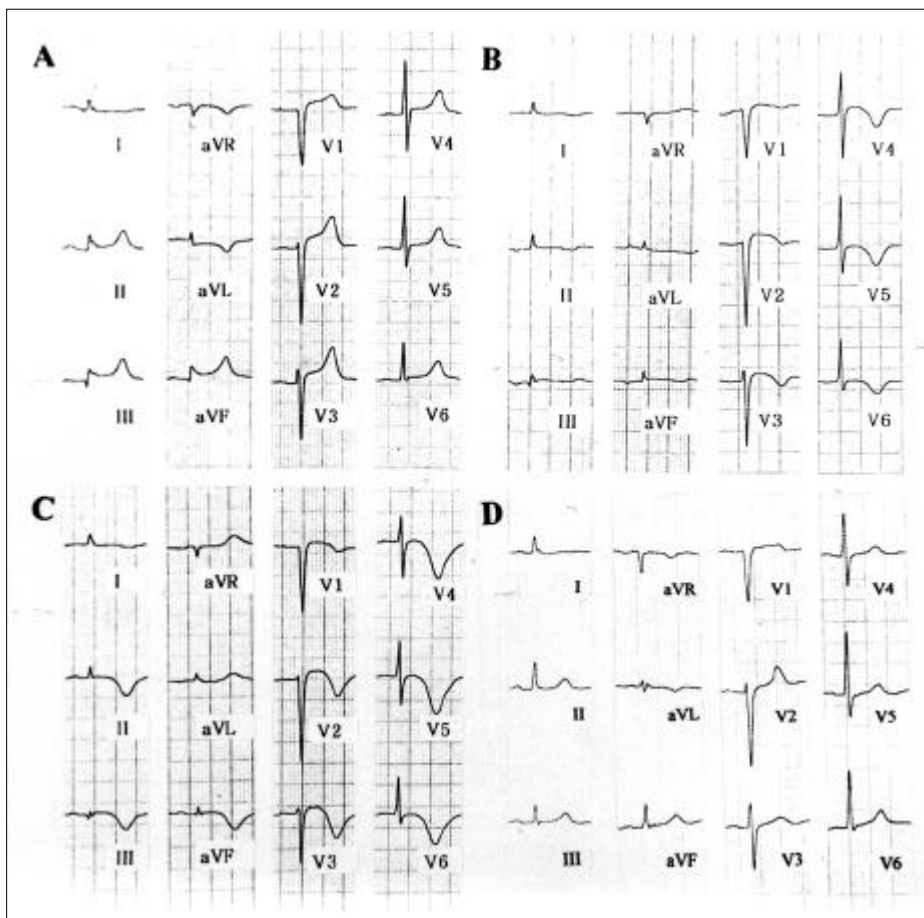 A
I aVR V1 V4
II aVL V2 V5
III aVF V3 V6
B
I aVR V1 V4
II aVL V2 V5
III aVF V3 V6
C
I aVR V1 V4
II aVL V2 V5
III aVF V3 V6
D
I aVR V1 V4
II aVL V2 V5
III aVF V3 V6